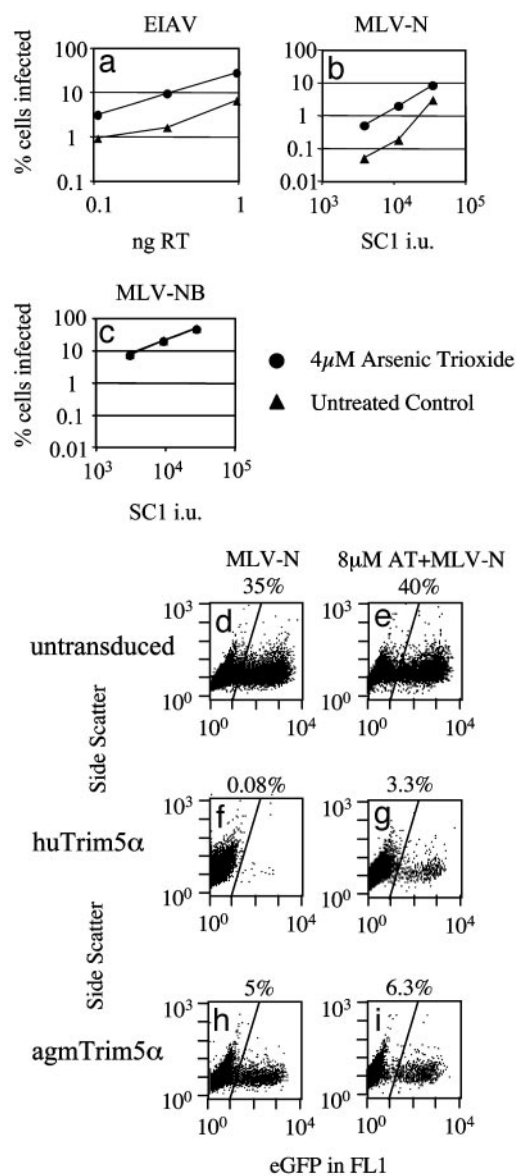 EIAV
a
100
10
1
0.1
0.1
1
% cells infected
ng RT
MLV-N
b
100
10
1
0.1
0.01
10³
10⁴
10⁵
SC1 i.u.
MLV-NB
c
100
10
1
0.1
0.01
10³
10⁴
10⁵
% cells infected
SC1 i.u.
4µM Arsenic Trioxide
Untreated Control
MLV-N
8µM AT+MLV-N
35%
40%
untransduced
Side Scatter
10³
d
10⁰
10⁰
10⁴
10³
e
10⁰
10⁰
10⁴
0.08%
3.3%
huTrim5α
10³
f
10⁰
10⁰
10⁴
10³
g
10⁰
10⁰
10⁴
Side Scatter
5%
6.3%
agmTrim5α
10³
h
10⁰
10⁰
10⁴
10³
i
10⁰
10⁰
10⁴
eGFP in FL1